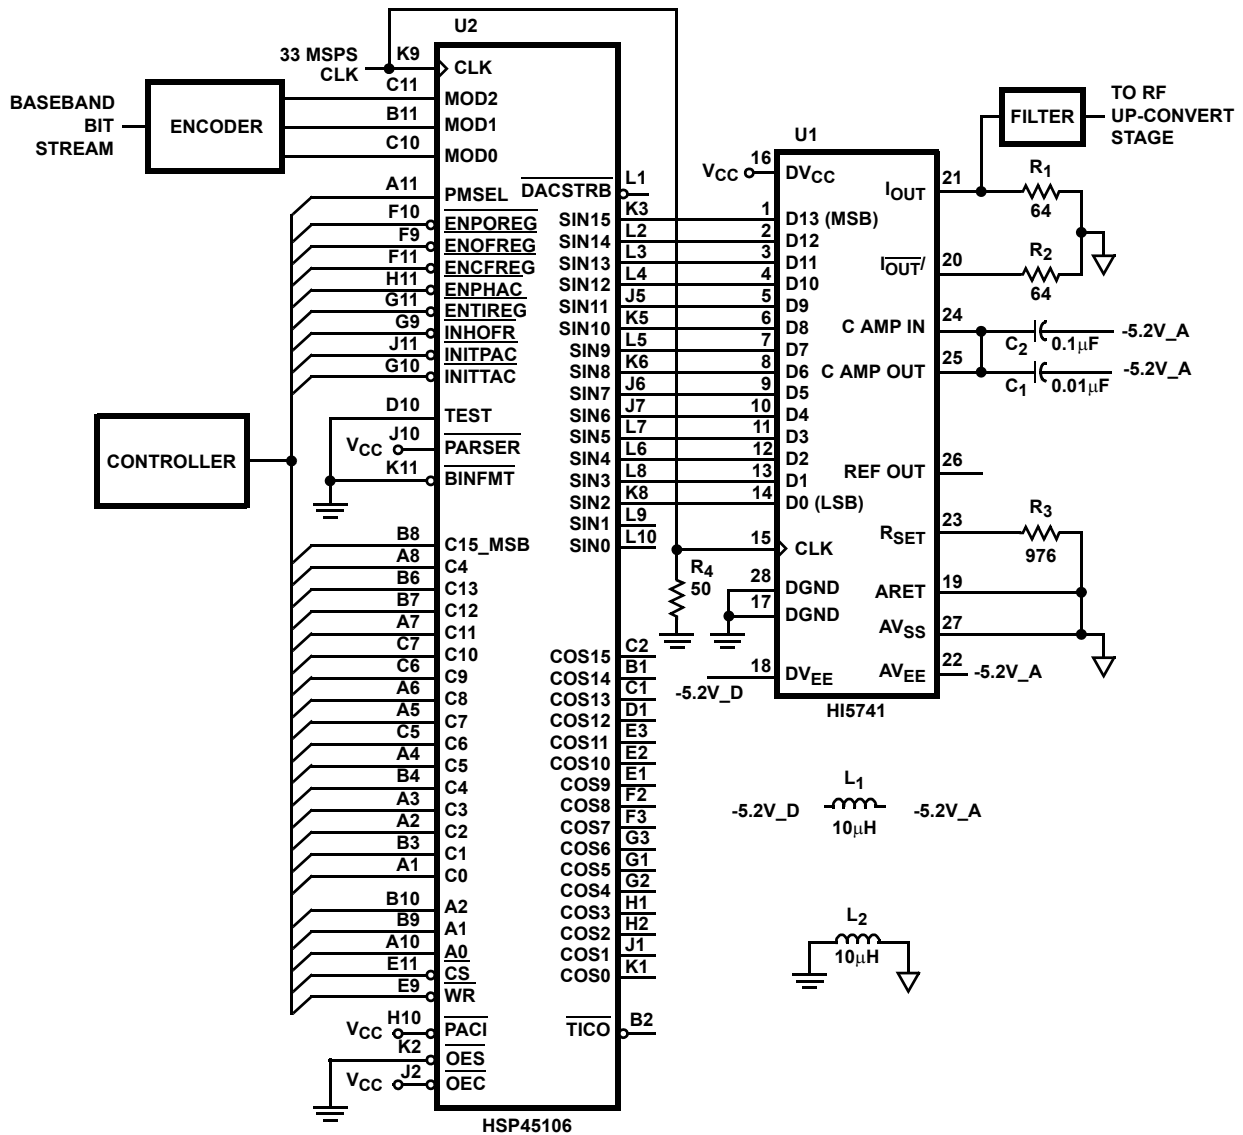 U2
33 MSPS
CLK
K9
CLK
BASEBAND
BIT
STREAM
ENCODER
C11
MOD2
B11
MOD1
C10
MOD0
A11
PMSEL
F10
ENPOREG
F9
ENOFREG
F11
ENCFREG
H11
ENPHAC
G11
ENTIREG
G9
INHOFR
J11
INITPAC
G10
INITTAC
D10
TEST
VCC
J10
PARSER
K11
BINFMT
CONTROLLER
B8
C15_MSB
A8
C4
B6
C13
B7
C12
A7
C11
C7
C10
C6
C9
A6
C8
A5
C7
C5
C6
A4
C5
B4
C4
A3
C3
A2
C2
B3
C1
A1
C0
B10
A2
B9
A1
A10
A0
E11
CS
E9
WR
VCC
H10
PACI
K2
OES
VCC
J2
OEC
HSP45106
DACSTRB
L1
SIN15
K3
SIN14
L2
SIN13
L3
SIN12
L4
SIN11
J5
SIN10
K5
SIN9
L5
SIN8
K6
SIN7
J6
SIN6
J7
SIN5
L7
SIN4
L6
SIN3
L8
SIN2
K8
SIN1
L9
SIN0
L10
COS15
C2
COS14
B1
COS13
C1
COS12
D1
COS11
E3
COS10
E2
COS9
E1
COS8
F2
COS7
F3
COS6
G3
COS5
G1
COS4
G2
COS3
H1
COS2
H2
COS1
J1
COS0
K1
TICO
B2
R4
50
U1
VCC
16
DVCC
1
D13 (MSB)
2
D12
3
D11
4
D10
5
D9
6
D8
7
D7
8
D6
9
D5
10
D4
11
D3
12
D2
13
D1
14
D0 (LSB)
15
CLK
28
DGND
17
DGND
-5.2V_D
18
DVEE
HI5741
IOUT
21
IOUT/
20
C AMP IN
24
C AMP OUT
25
REF OUT
26
RSET
23
ARET
19
AVSS
27
AVEE
22
-5.2V_A
FILTER
TO RF
UP-CONVERT
STAGE
R1
64
R2
64
C2
0.1µF
-5.2V_A
C1
0.01µF
-5.2V_A
R3
976
-5.2V_D
L1
10µH
-5.2V_A
L2
10µH